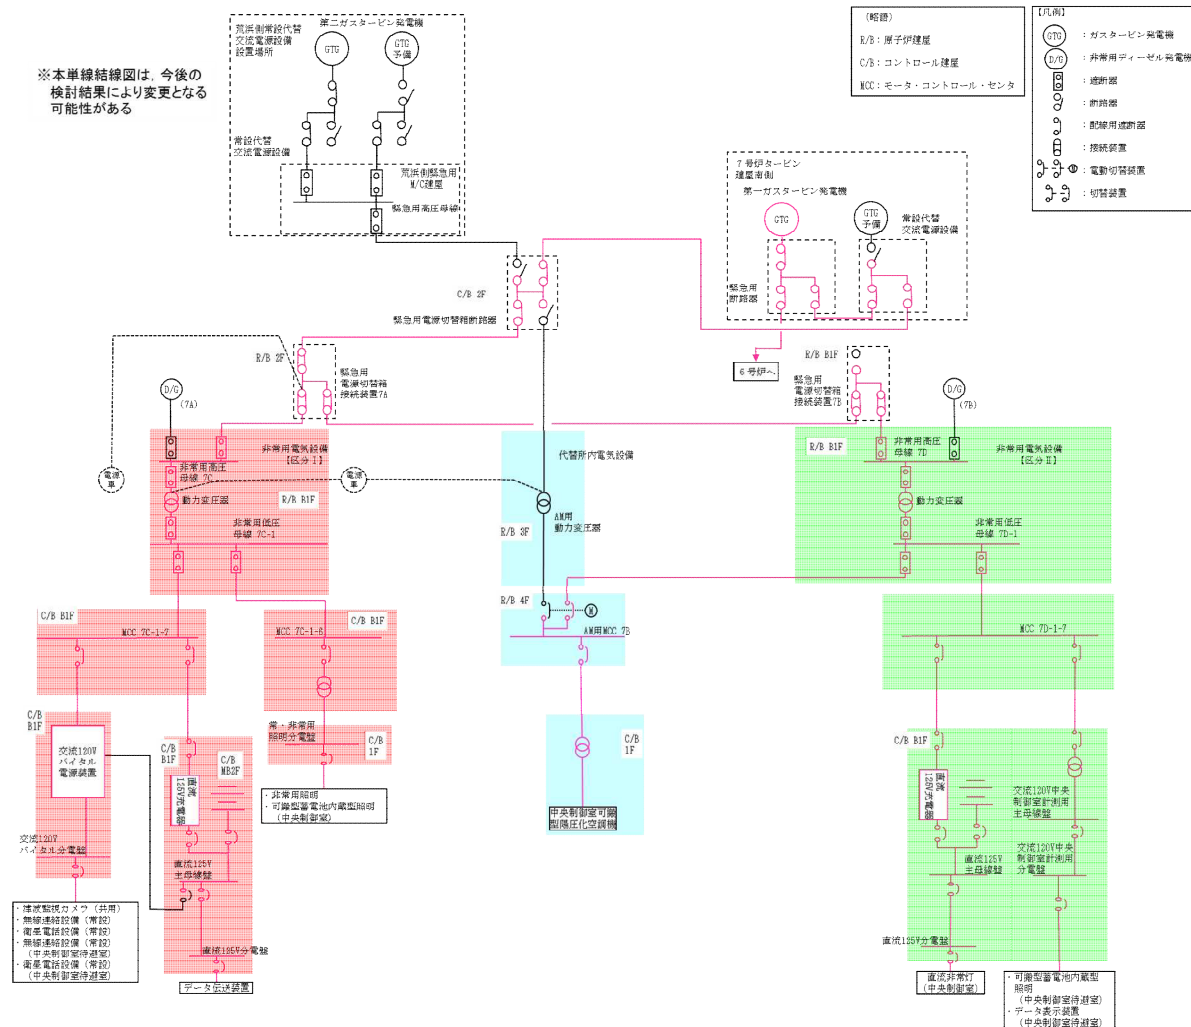 ※本単線結線図は，今後の
検討結果により変更となる
可能性がある
荒浜側常設代替
交流電源設備
設置場所
第二ガスタービン発電機
GTG
GTG
予備
常設代替
交流電源設備
荒浜側緊急用
M/C建屋
緊急用高圧母線
(略語)
R/B：原子炉建屋
C/B：コントロール建屋
MCC：モータ・コントロール・センタ
【凡例】
GTG
：ガスタービン発電機
D/G
：非常用ディーゼル発電機
：遮断器
：断路器
：配線用遮断器
：接続装置
M
：電動切替装置
：切替装置
7号炉タービン
建屋南側
第一ガスタービン発電機
GTG
GTG
予備
常設代替
交流電源設備
緊急用
断路器
6号炉へ
C/B 2F
緊急用電源切替箱断路器
R/B 2F
緊急用
電源切替箱
接続装置7A
R/B B1F
緊急用
電源切替箱
接続装置7B
D/G
(7A)
D/G
(7B)
非常用電気設備
【区分Ⅰ】
非常用高圧
母線 7C
動力変圧器
R/B B1F
非常用低圧
母線 7C-1
電源
車
電源
車
代替所内電気設備
AM用
動力変圧器
R/B 3F
R/B B1F
非常用高圧
母線 7D
非常用電気設備
【区分Ⅱ】
動力変圧器
非常用低圧
母線 7D-1
C/B B1F
MCC 7C-1-7
MCC 7C-1-6
C/B B1F
R/B 4F
M
AM用MCC 7B
MCC 7D-1-7
C/B
B1F
交流120V
バイタル
電源装置
交流120V
バイタル分電盤
C/B
B1F
C/B
MB2F
直流
125V充電器
直流125V
主母線盤
直流125V分電盤
データ伝送装置
常・非常用
照明分電盤
C/B
1F
・非常用照明
・可搬型蓄電池内蔵型照明
（中央制御室）
C/B
1F
中央制御室可搬
型陽圧化空調機
・津波監視カメラ（共用）
・無線連絡設備（常設）
・衛星電話設備（常設）
・無線連絡設備（常設）
（中央制御室待避室）
・衛星電話設備（常設）
（中央制御室待避室）
C/B B1F
直流
125V充電器
直流125V
主母線盤
直流125V分電盤
交流120V中央
制御室計測用
主母線盤
交流120V中央
制御室計測用
分電盤
直流非常灯
（中央制御室）
・可搬型蓄電池内蔵型
照明
（中央制御室待避室）
・データ表示装置
（中央制御室待避室）